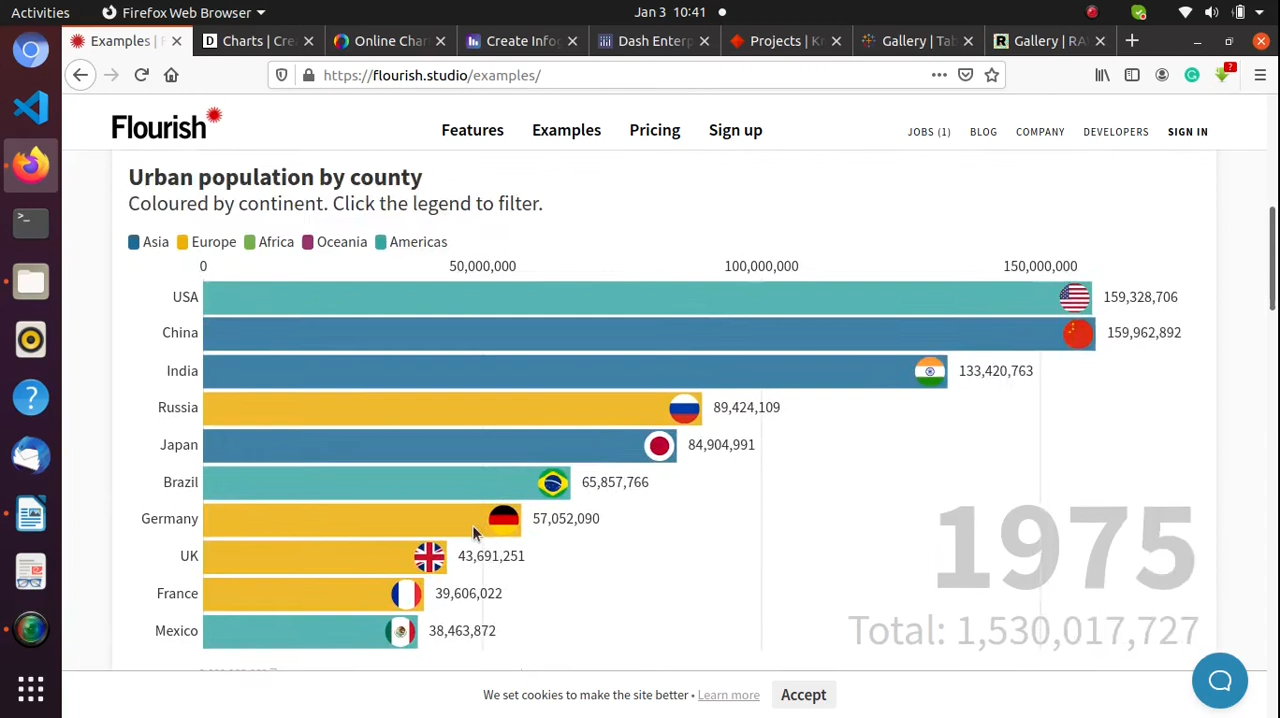 Activities Firefox Web Browser Jan 3 10:41
Examples | F Charts | Cre Online Char Create Infog Dash Enterp Projects | Kn Gallery | Tab Gallery | RA
https://flourish.studio/examples/ ?
Flourish Features Examples Pricing Sign up JOBS (1) BLOG COMPANY DEVELOPERS SIGN IN
Urban population by county
Coloured by continent. Click the legend to filter.
Asia Europe Africa Oceania Americas
0 50,000,000 100,000,000 150,000,000
USA 159,328,706
China 159,962,892
India 133,420,763
Russia 89,424,109
Japan 84,904,991
Brazil 65,857,766
Germany 57,052,090
UK 43,691,251
France 39,606,022
Mexico 38,463,872
1975
Total: 1,530,017,727
We set cookies to make the site better • Learn more Accept